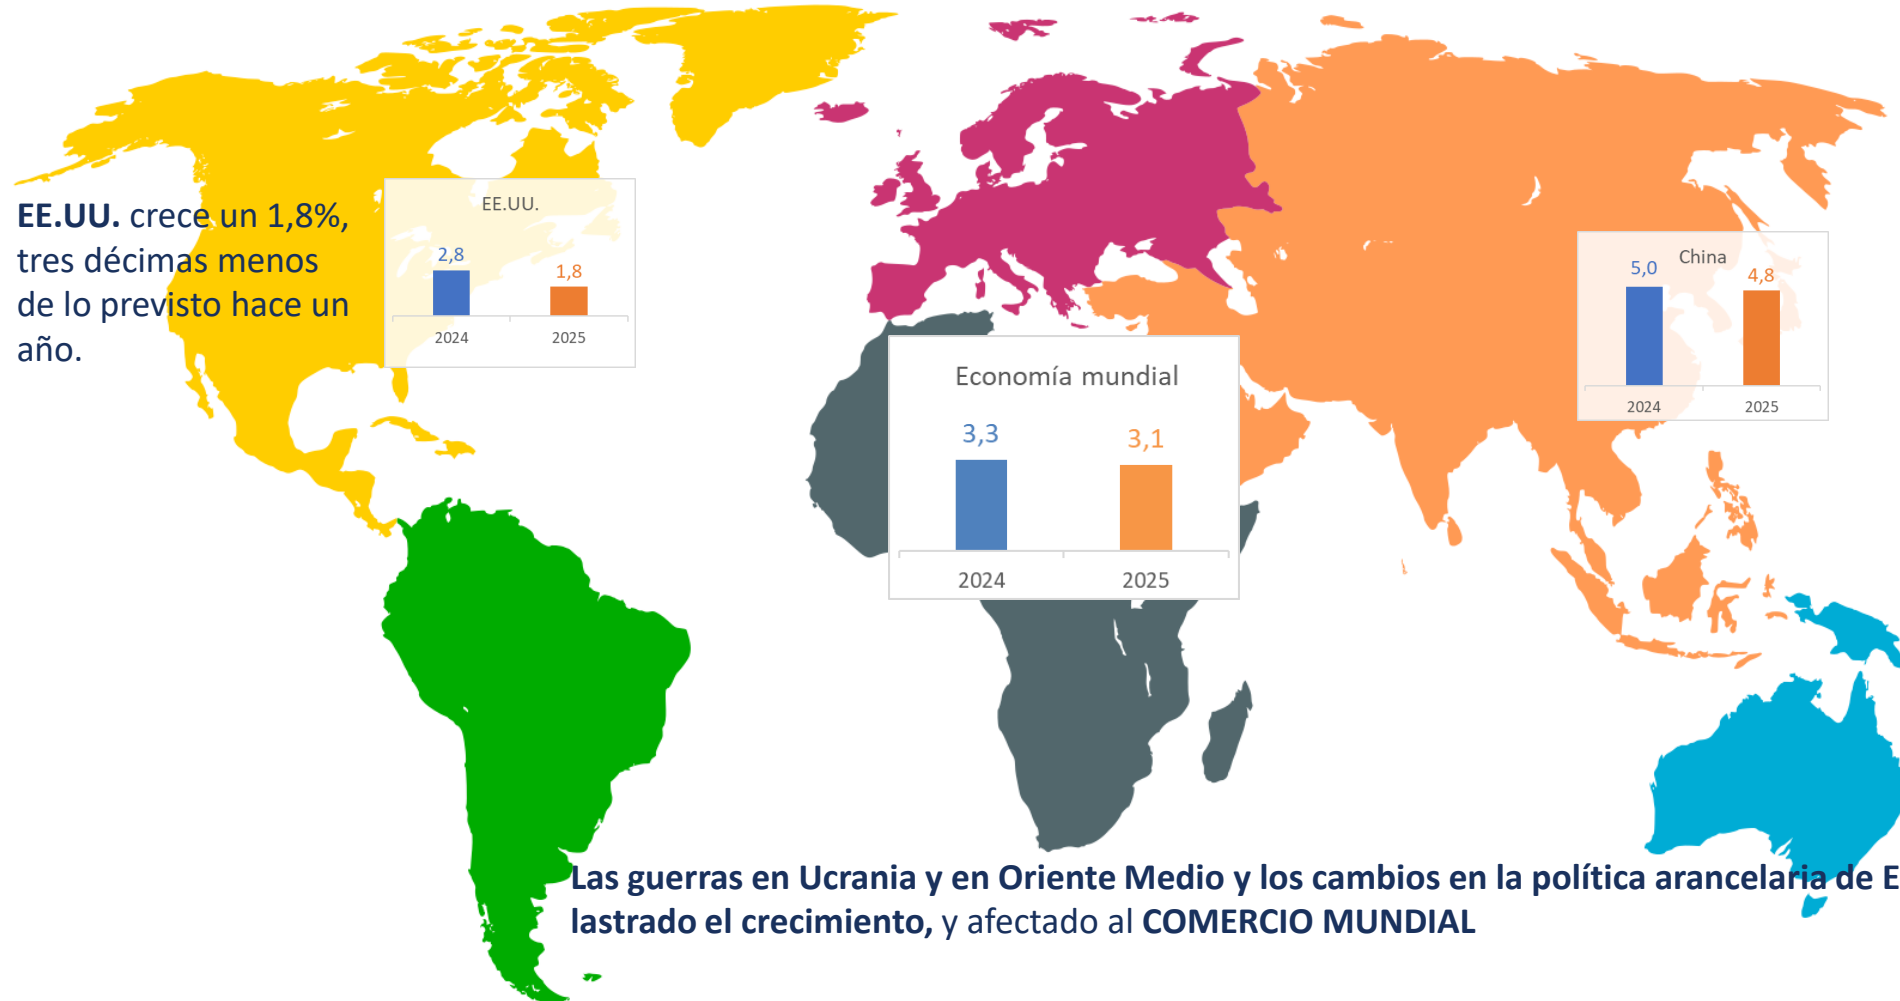 EE.UU. crece un 1,8%,
tres décimas menos
de lo previsto hace un
año.
EE.UU.
2,8
1,8
2024
2025
Economía mundial
3,3
3,1
2024
2025
China
5,0
4,8
2024
2025
Las guerras en Ucrania y en Oriente Medio y los cambios en la política arancelaria de E
lastrado el crecimiento, y afectado al COMERCIO MUNDIAL